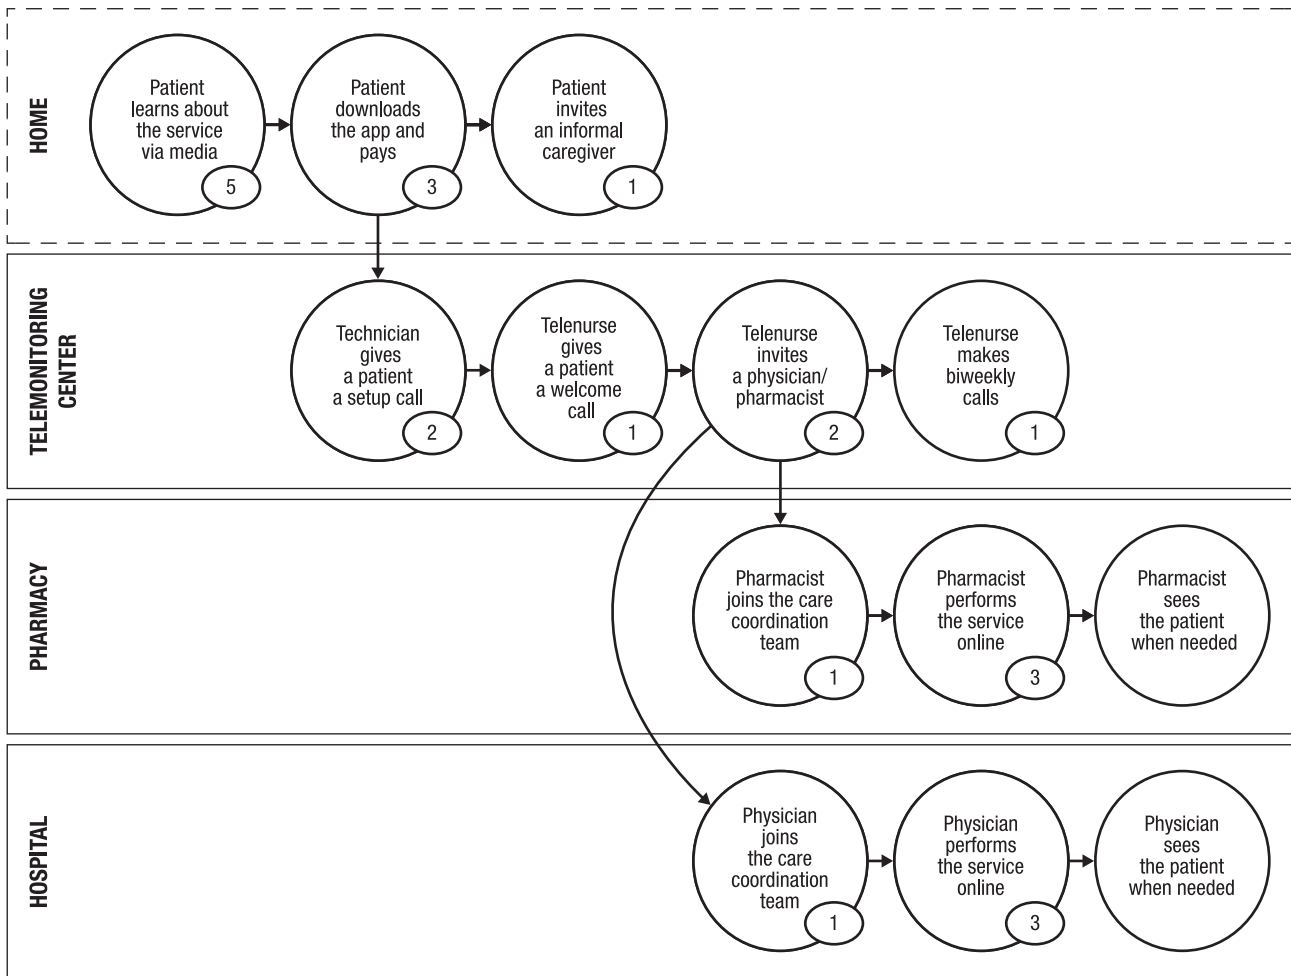 HOME
Patient
learns about
the service
via media
5
Patient
downloads
the app and
pays
3
Patient
invites
an informal
caregiver
1
TELEMONITORING
CENTER
Technician
gives
a patient
a setup call
2
Telenurse
gives
a patient
a welcome
call
1
Telenurse
invites
a physician/
pharmacist
2
Telenurse
makes
biweekly
calls
1
PHARMACY
Pharmacist
joins the care
coordination
team
1
Pharmacist
performs
the service
online
3
Pharmacist
sees
the patient
when needed
HOSPITAL
Physician
joins
the care
coordination
team
1
Physician
performs
the service
online
3
Physician
sees
the patient
when needed